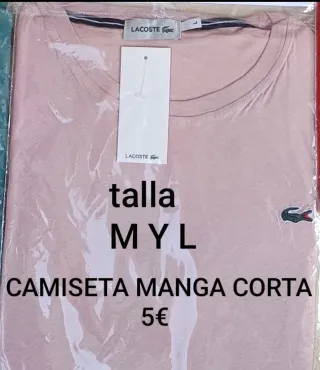 LACOSTE L
LACOSTE
talla
M Y L
CAMISETA MANGA CORTA
5€